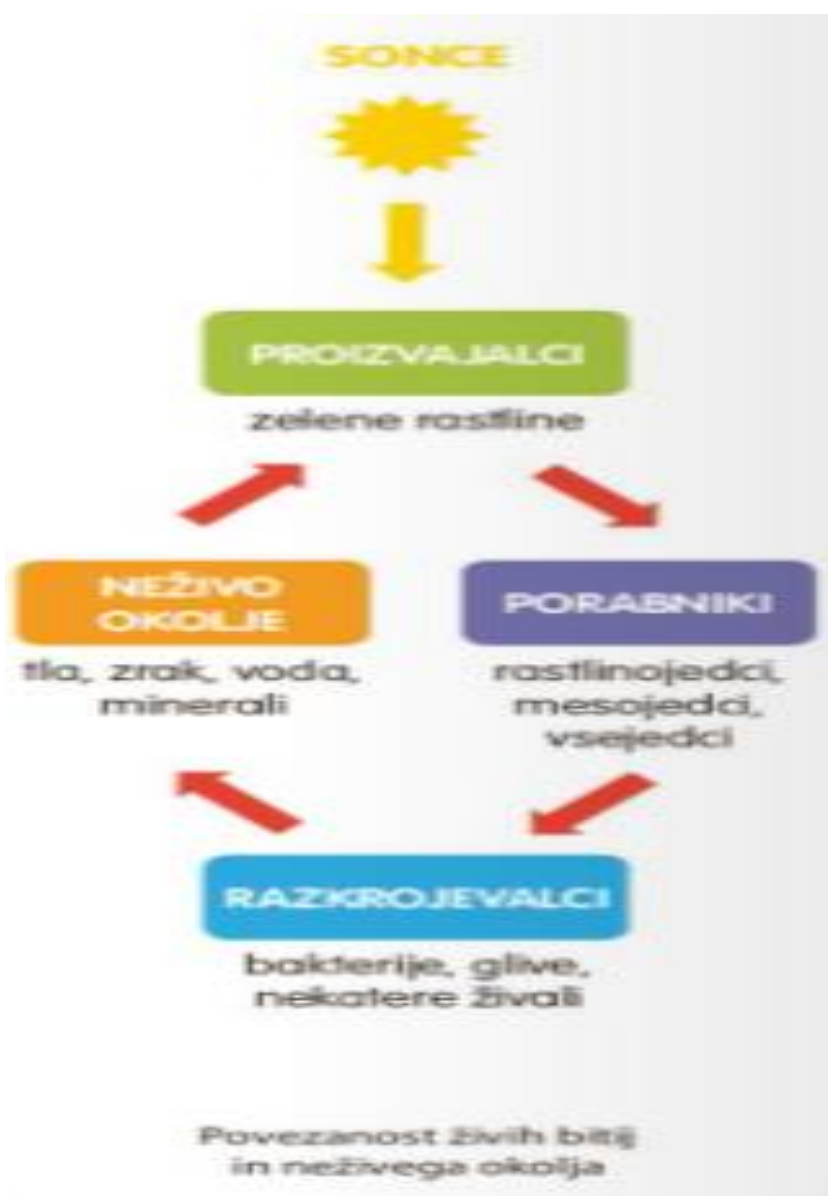 SONCE
PROIZVAJALCI
zelene rastline
NEŽIVO
OKOLJE
tla, zrak, voda,
minerali
PORABNIKI
rastlinojedci,
mesojedci,
vsejedci
RAZKROJEVALCI
bakterije, glive,
nekatere živali
Povezanost živih bitij
in neživega okolja